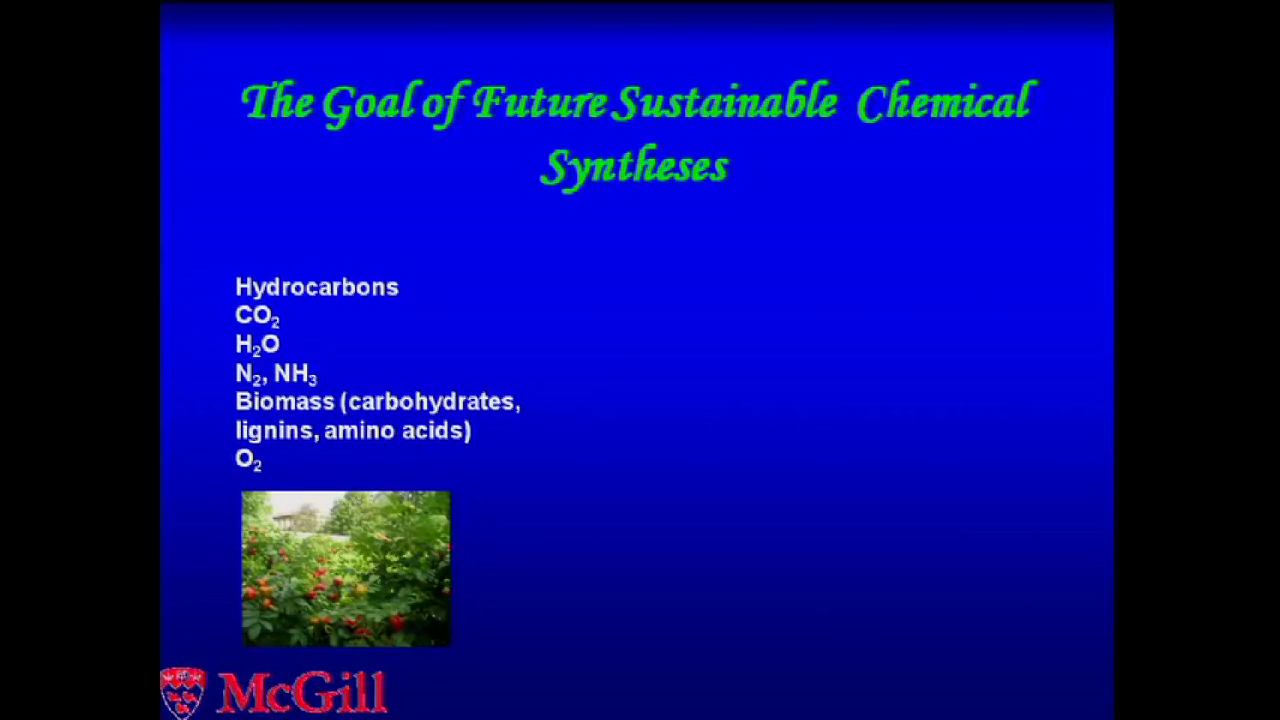 The Goal of Future Sustainable Chemical
Syntheses
Hydrocarbons
CO₂
H₂O
N₂, NH₃
Biomass (carbohydrates,
lignins, amino acids)
O₂
McGill